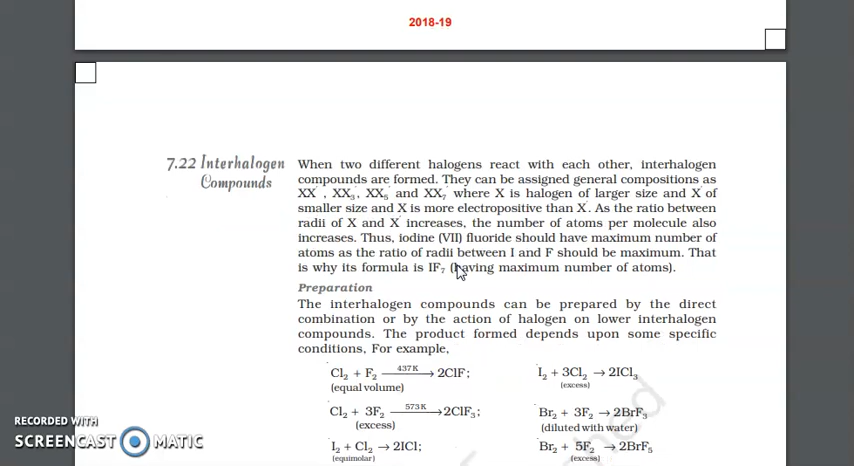 2018-19
7.22 Interhalogen
Compounds
When two different halogens react with each other, interhalogen
compounds are formed. They can be assigned general compositions as
XX′ , XX₃′, XX₅′ and XX₇′ where X is halogen of larger size and X′ of
smaller size and X is more electropositive than X′. As the ratio between
radii of X and X′ increases, the number of atoms per molecule also
increases. Thus, iodine (VII) fluoride should have maximum number of
atoms as the ratio of radii between I and F should be maximum. That
is why its formula is IF₇ (having maximum number of atoms).
Preparation
The interhalogen compounds can be prepared by the direct
combination or by the action of halogen on lower interhalogen
compounds. The product formed depends upon some specific
conditions, For example,
Cl₂ + F₂ →(437 K) 2ClF;
(equal volume)
I₂ + 3Cl₂ → 2ICl₃
(excess)
Cl₂ + 3F₂ →(573 K) 2ClF₃;
(excess)
Br₂ + 3F₂ → 2BrF₃
(diluted with water)
I₂ + Cl₂ → 2ICl;
(equimolar)
Br₂ + 5F₂ → 2BrF₅
(excess)
RECORDED WITH
SCREENCAST MATIC